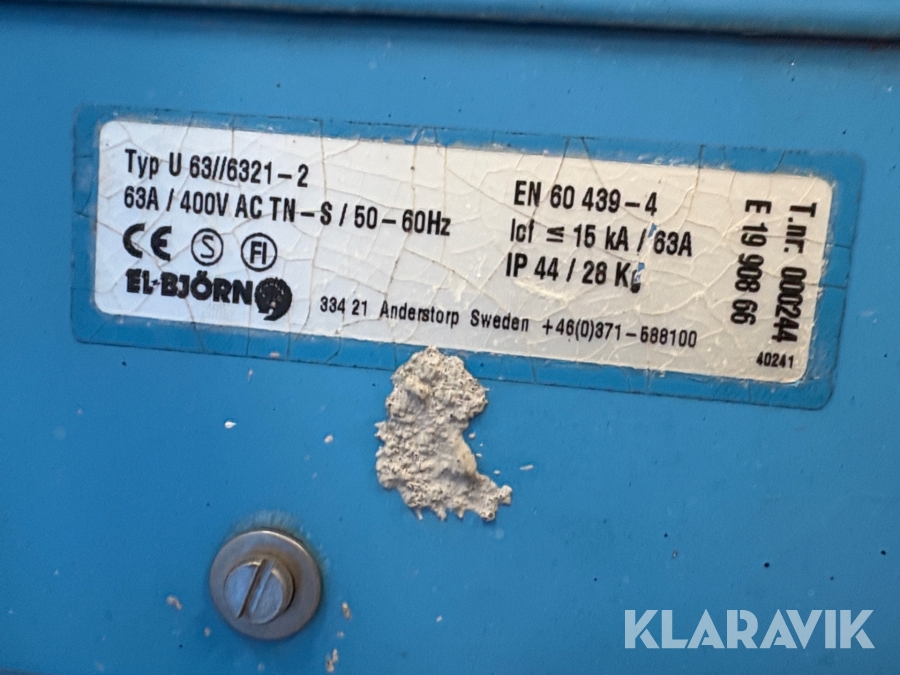 Typ U 63//6321-2
63A / 400V AC TN-S / 50-60Hz
CE S FI
EL-BJÖRN
334 21 Anderstorp Sweden +46(0)371-588100
EN 60 439-4
Icf ≤ 15 kA / 63A
IP 44 / 28 Kg
T.nr. 000244
E 19 908 66
40241
KLARAVIK